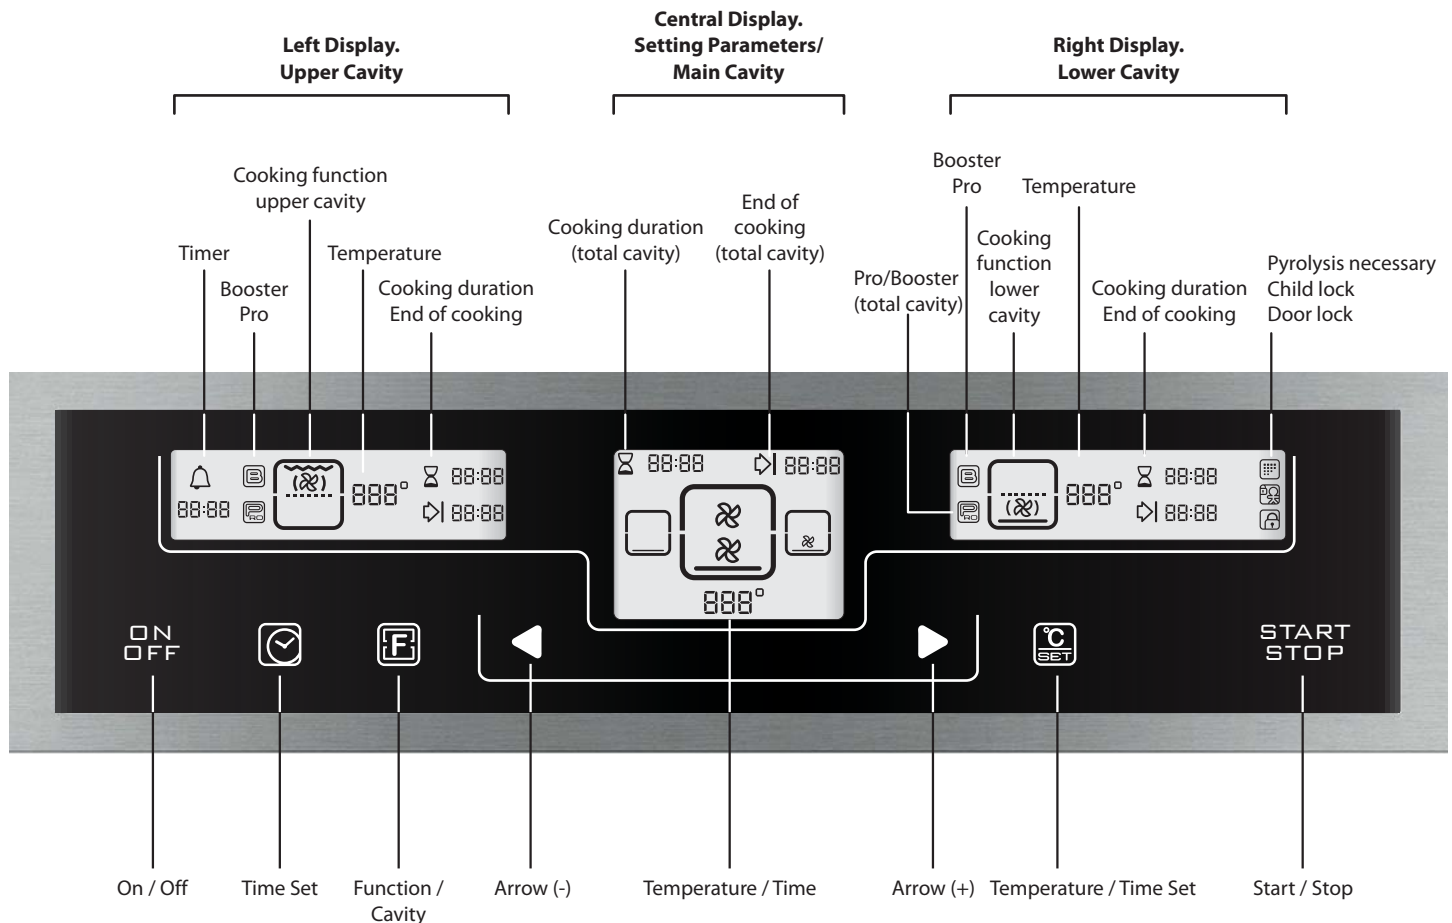 Left Display.
Upper Cavity
Central Display.
Setting Parameters/
Main Cavity
Right Display.
Lower Cavity
Timer
Booster
Pro
Cooking function
upper cavity
Temperature
Cooking duration
End of cooking
Cooking duration
(total cavity)
End of
cooking
(total cavity)
Pro/Booster
(total cavity)
Booster
Pro
Cooking
function
lower
cavity
Temperature
Cooking duration
End of cooking
Pyrolysis necessary
Child lock
Door lock
88:88
B
PRO
888°
88:88
88:88
88:88
88:88
888°
B
PRO
888°
88:88
88:88
ON
OFF
F
°C
SET
START
STOP
On / Off
Time Set
Function /
Cavity
Arrow (-)
Temperature / Time
Arrow (+)
Temperature / Time Set
Start / Stop